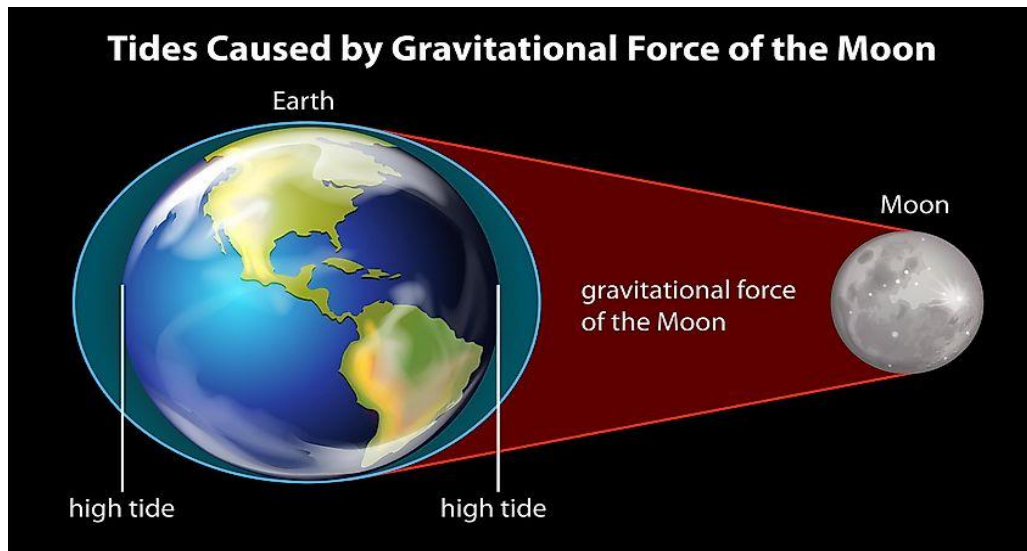 Tides Caused by Gravitational Force of the Moon
Earth
Moon
gravitational force
of the Moon
high tide
high tide